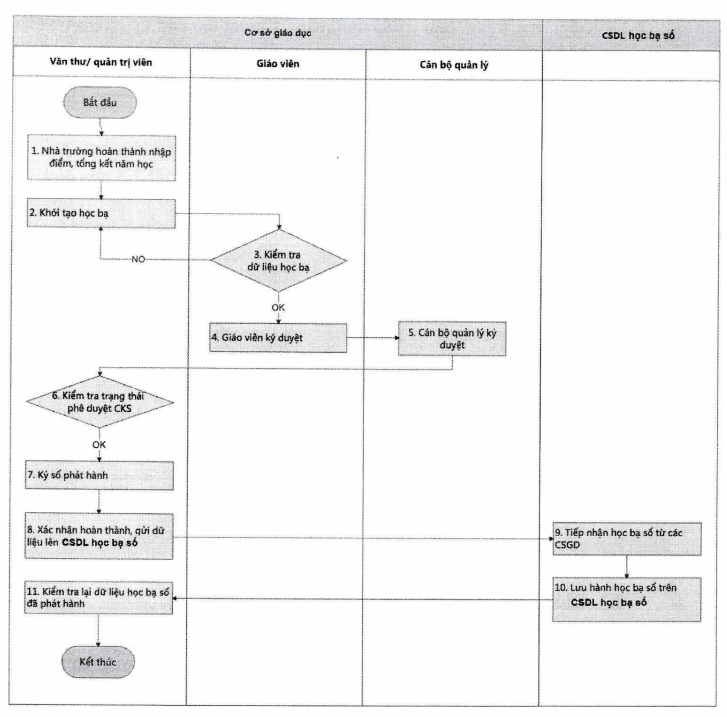 Cơ sở giáo dục
CSDL học bạ số
Văn thư/ quản trị viên
Giáo viên
Cán bộ quản lý
Bắt đầu
1. Nhà trường hoàn thành nhập
điểm, tổng kết năm học
2. Khởi tạo học bạ
3. Kiểm tra
dữ liệu học bạ
NO
OK
4. Giáo viên ký duyệt
5. Cán bộ quản lý ký
duyệt
6. Kiểm tra trạng thái
phê duyệt CKS
OK
7. Ký số phát hành
8. Xác nhận hoàn thành, gửi dữ
liệu lên CSDL học bạ số
9. Tiếp nhận học bạ số từ các
CSGD
10. Lưu hành học bạ số trên
CSDL học bạ số
11. Kiểm tra lại dữ liệu học bạ số
đã phát hành
Kết thúc